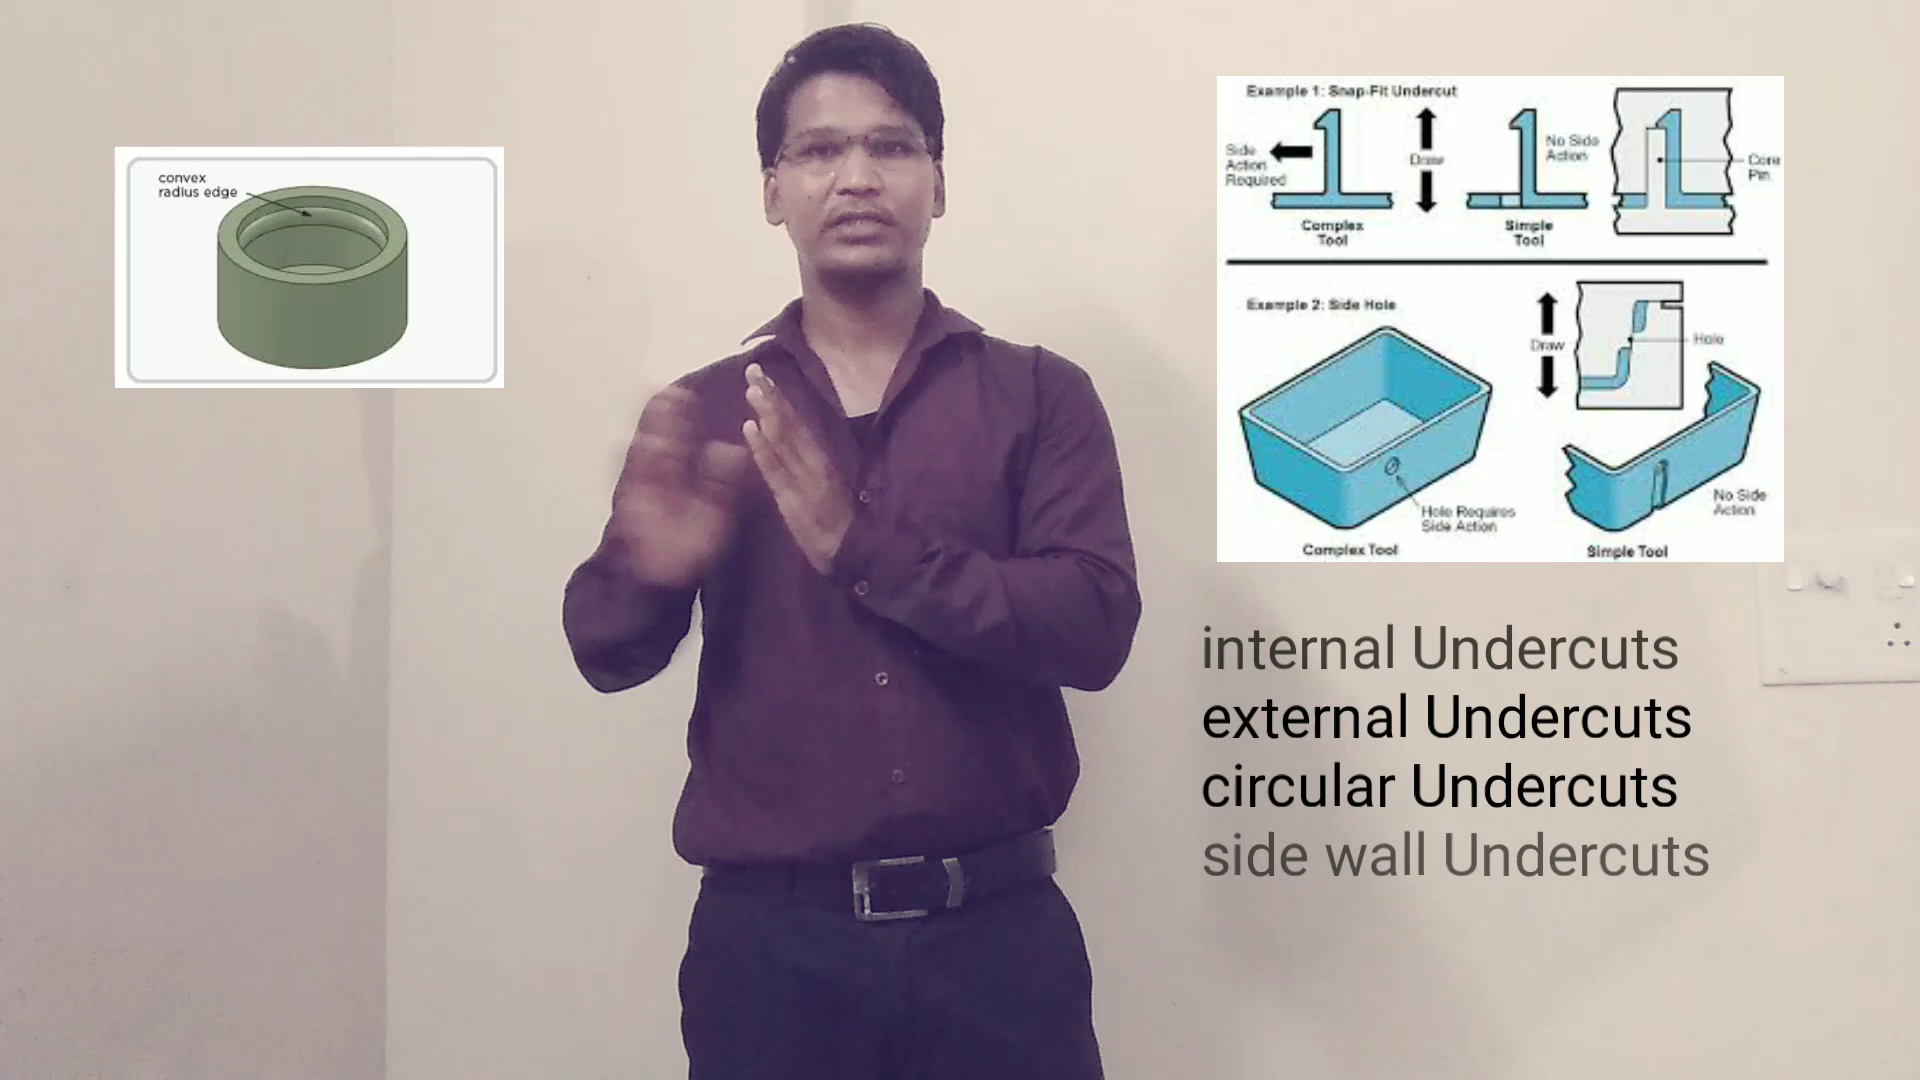 convex
radius edge
Example 1: Snap-Fit Undercut
Side
Action
Required
Draw
No Side
Action
Core
Pin
Complex
Tool
Simple
Tool
Example 2: Side Hole
Draw
Hole
Hole Requires
Side Action
No Side
Action
Complex Tool
Simple Tool
internal Undercuts
external Undercuts
circular Undercuts
side wall Undercuts